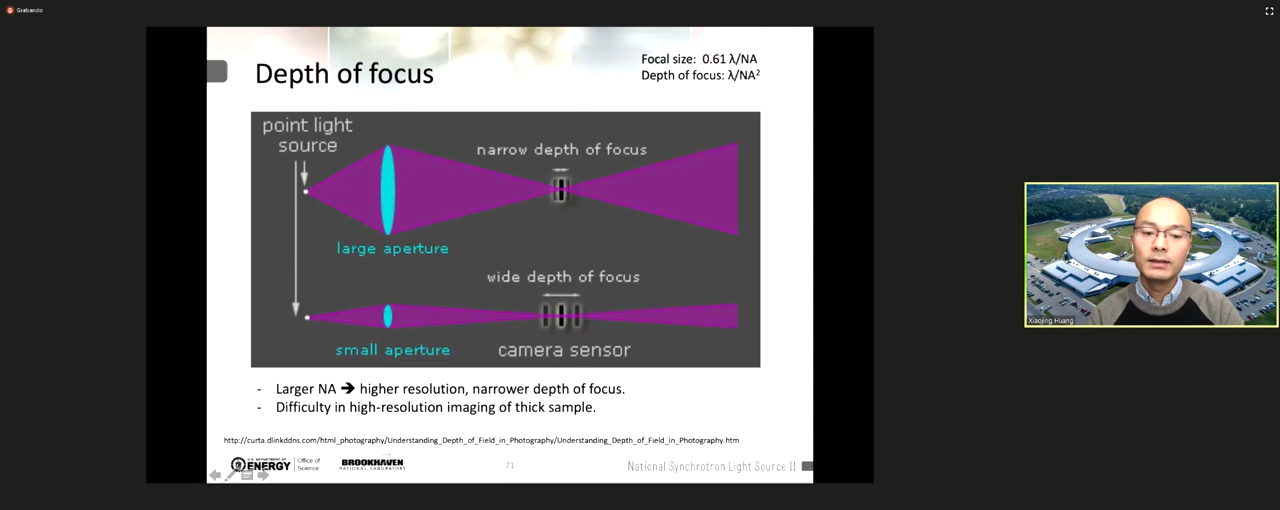 Grabando
Depth of focus
Focal size: 0.61 λ/NA
Depth of focus: λ/NA²
point light
source
narrow depth of focus
large aperture
wide depth of focus
small aperture
camera sensor
- Larger NA 🡺 higher resolution, narrower depth of focus.
- Difficulty in high-resolution imaging of thick sample.
http://curta.dlinkddns.com/html_photography/Understanding_Depth_of_Field_in_Photography/Understanding_Depth_of_Field_in_Photography.htm
U.S. DEPARTMENT OF
ENERGY
Office of
Science
BROOKHAVEN
NATIONAL LABORATORY
71
National Synchrotron Light Source II
Xiaojing Huang